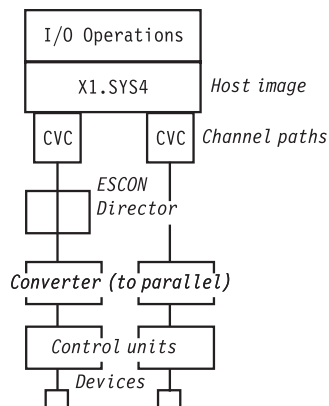 I/O Operations
X1.SYS4 Host image
CVC CVC Channel paths
ESCON
Director
Converter (to parallel)
Control units
Devices